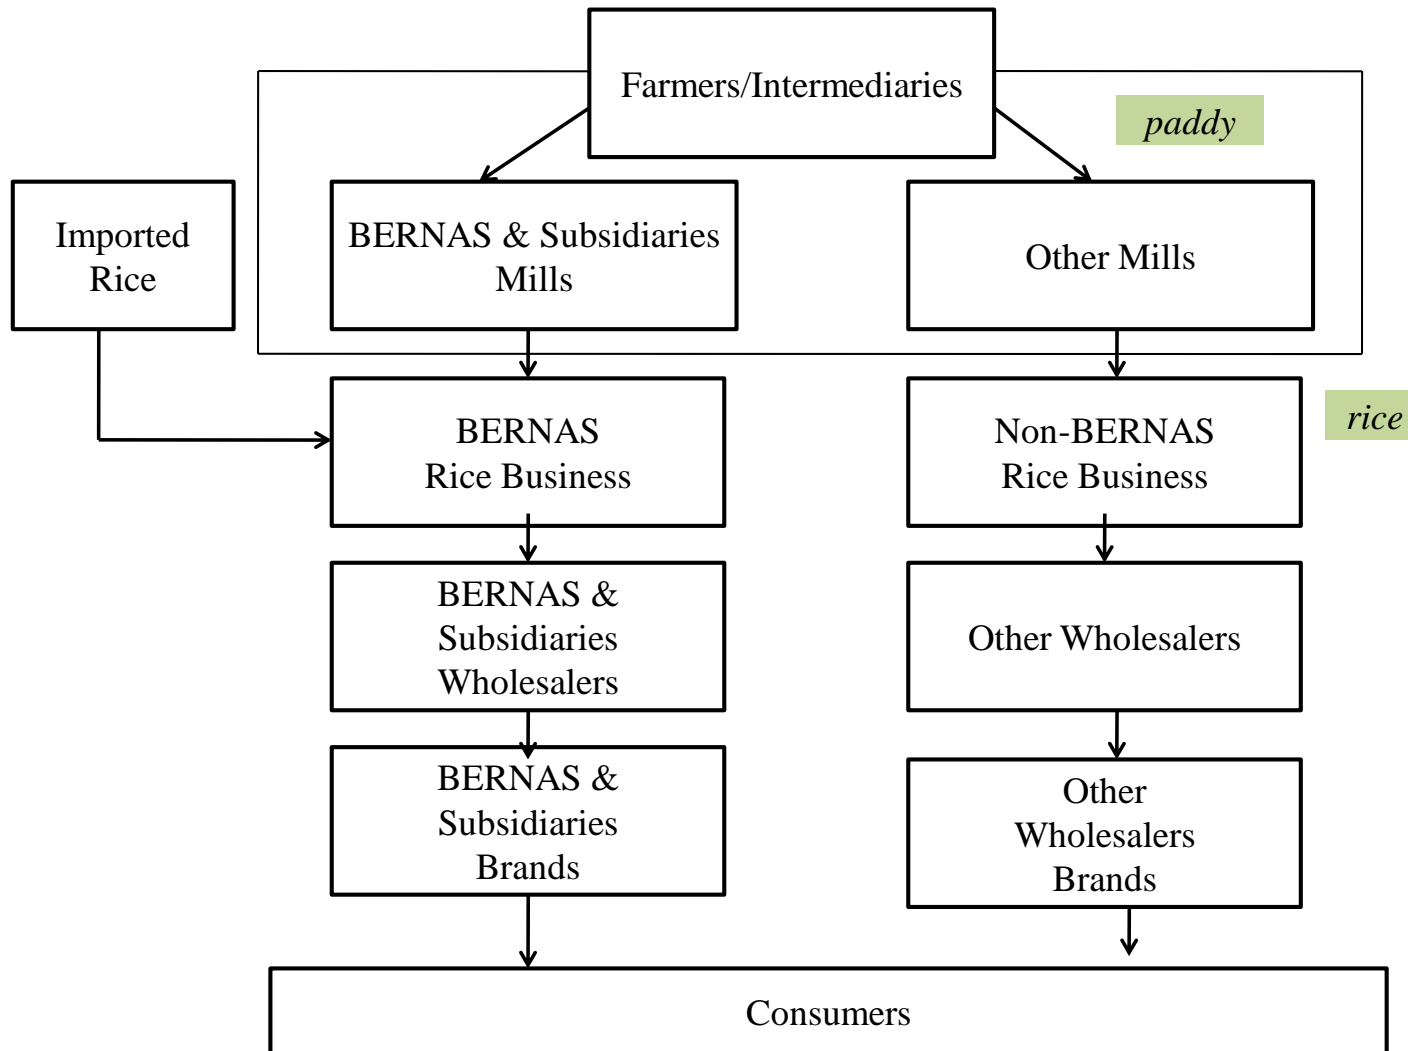 Farmers/Intermediaries
paddy
Imported
Rice
BERNAS & Subsidiaries
Mills
Other Mills
BERNAS
Rice Business
Non-BERNAS
Rice Business
rice
BERNAS &
Subsidiaries
Wholesalers
Other Wholesalers
BERNAS &
Subsidiaries
Brands
Other
Wholesalers
Brands
Consumers